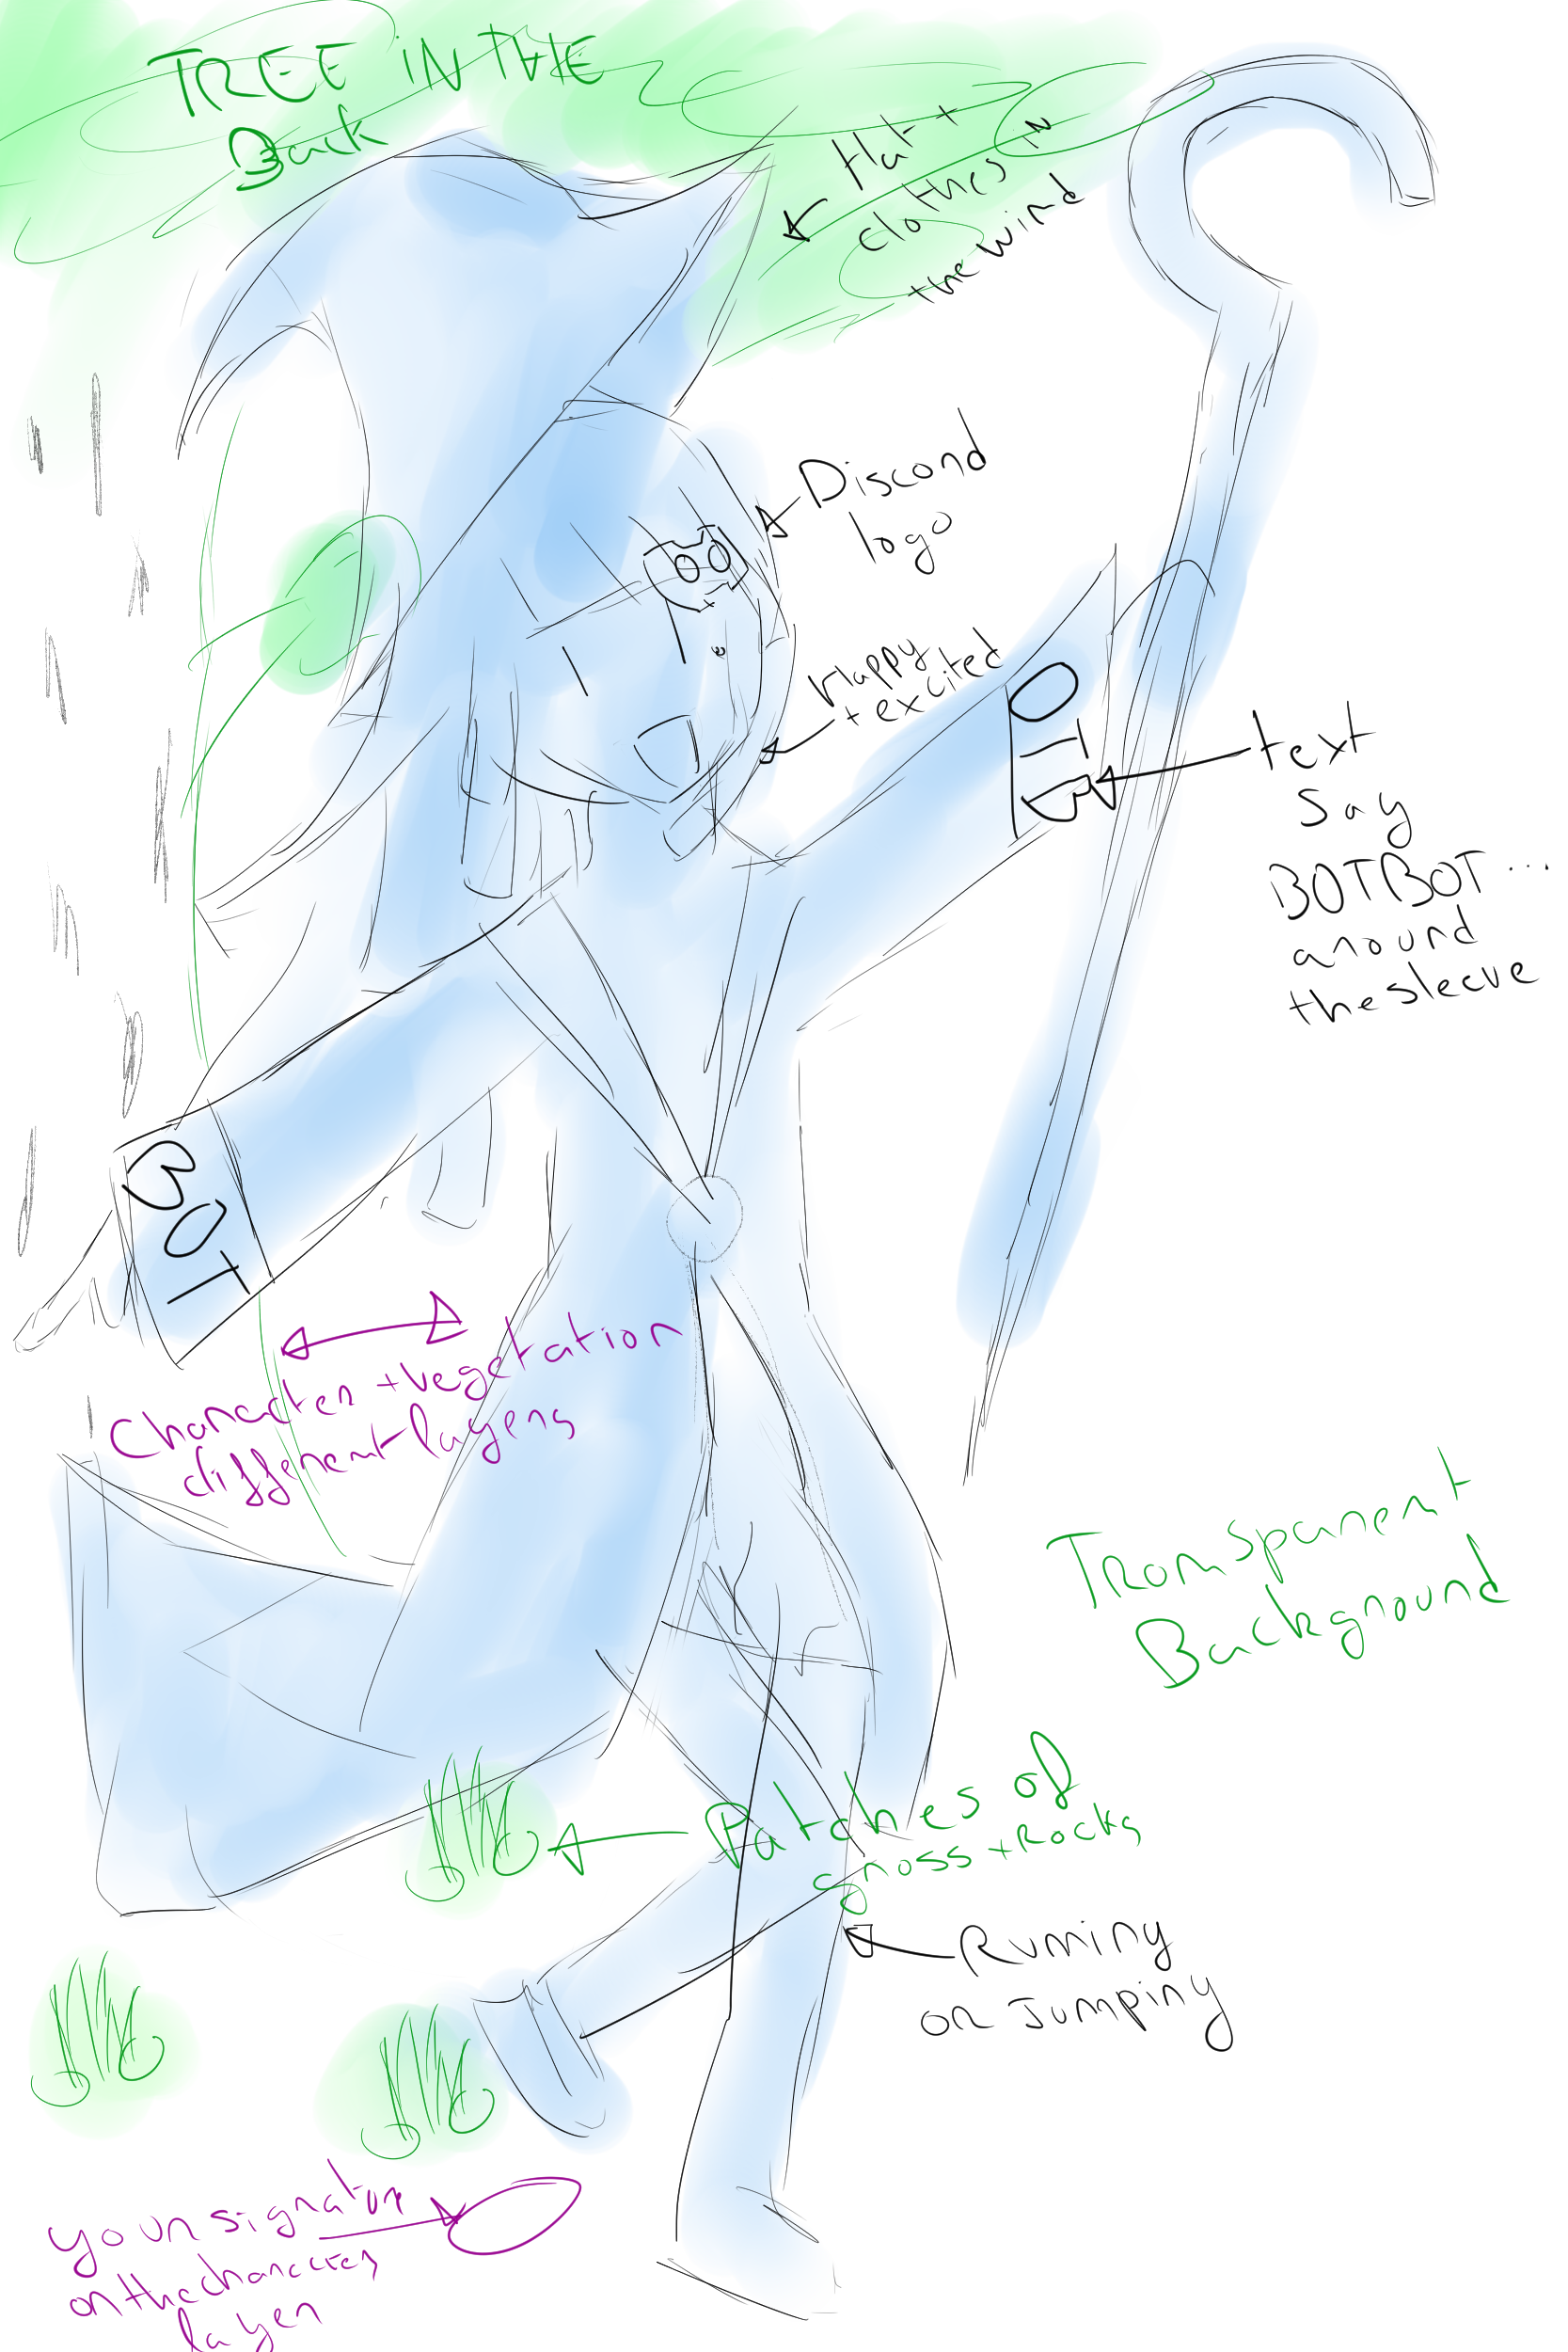 TREE IN THE
Back
Hat +
clothes in
the wind
Discord
logo
Happy
+ excited
OT
B
text
Say
BOTBOT...
around
the sleeve
BOT
Character + vegetation
different layers
Transparent
Background
Patches of
grass + Rocks
Runing
or Jumping
your signature
on the character
layer